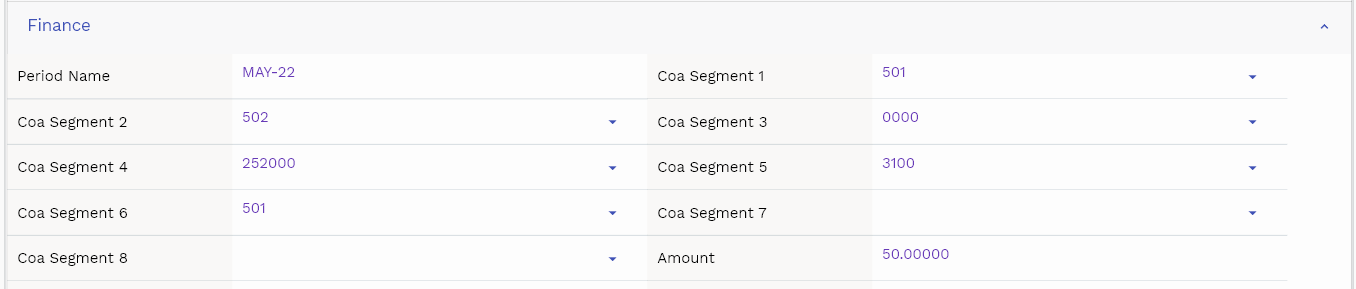 Finance
Period Name MAY-22 Coa Segment 1 501
Coa Segment 2 502 Coa Segment 3 0000
Coa Segment 4 252000 Coa Segment 5 3100
Coa Segment 6 501 Coa Segment 7
Coa Segment 8 Amount 50.00000